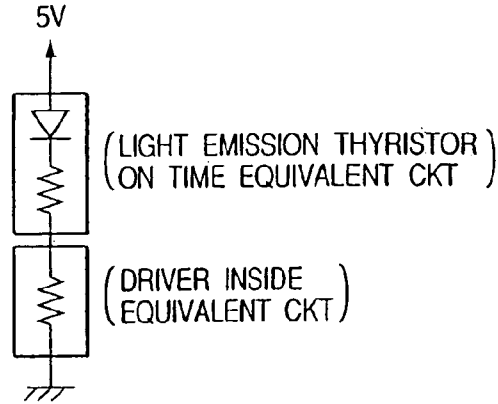 5V
(LIGHT EMISSION THYRISTOR
ON TIME EQUIVALENT CKT)
(DRIVER INSIDE
EQUIVALENT CKT)